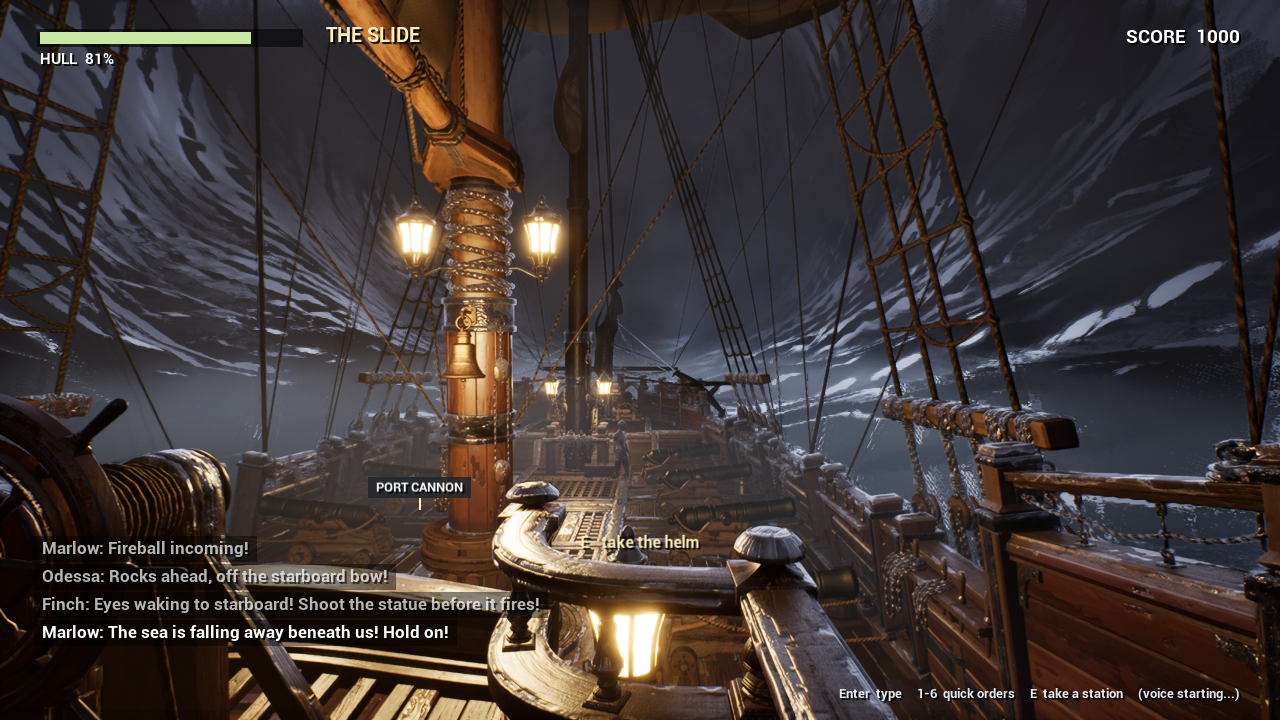 THE SLIDE
SCORE 1000
HULL 81%
PORT CANNON
E - take the helm
Marlow: Fireball incoming!
Odessa: Rocks ahead, off the starboard bow!
Finch: Eyes waking to starboard! Shoot the statue before it fires!
Marlow: The sea is falling away beneath us! Hold on!
Enter type 1-6 quick orders E take a station (voice starting...)